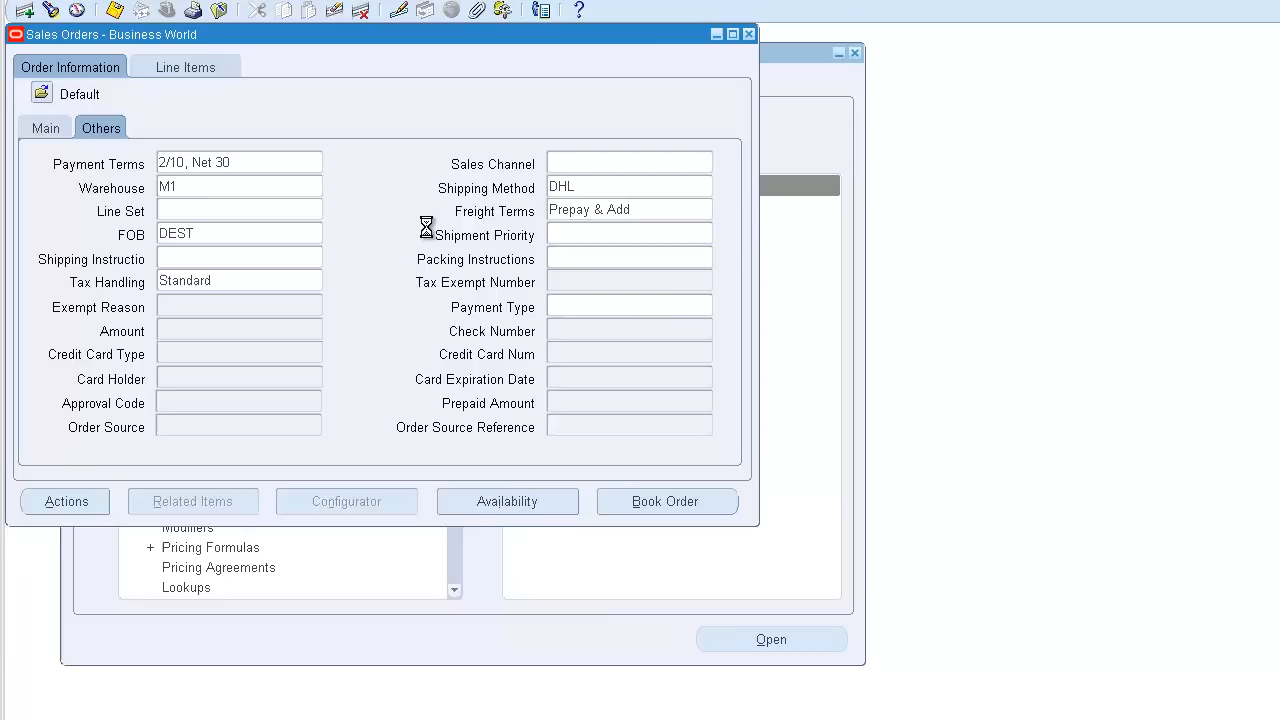 Sales Orders - Business World
Order Information
Line Items
Default
Main
Others
Payment Terms 2/10, Net 30
Sales Channel
Warehouse M1
Shipping Method DHL
Line Set
Freight Terms Prepay & Add
FOB DEST
Shipment Priority
Shipping Instructio
Packing Instructions
Tax Handling Standard
Tax Exempt Number
Exempt Reason
Payment Type
Amount
Check Number
Credit Card Type
Credit Card Num
Card Holder
Card Expiration Date
Approval Code
Prepaid Amount
Order Source
Order Source Reference
Actions
Related Items
Configurator
Availability
Book Order
Modifiers
+ Pricing Formulas
Pricing Agreements
Lookups
Open